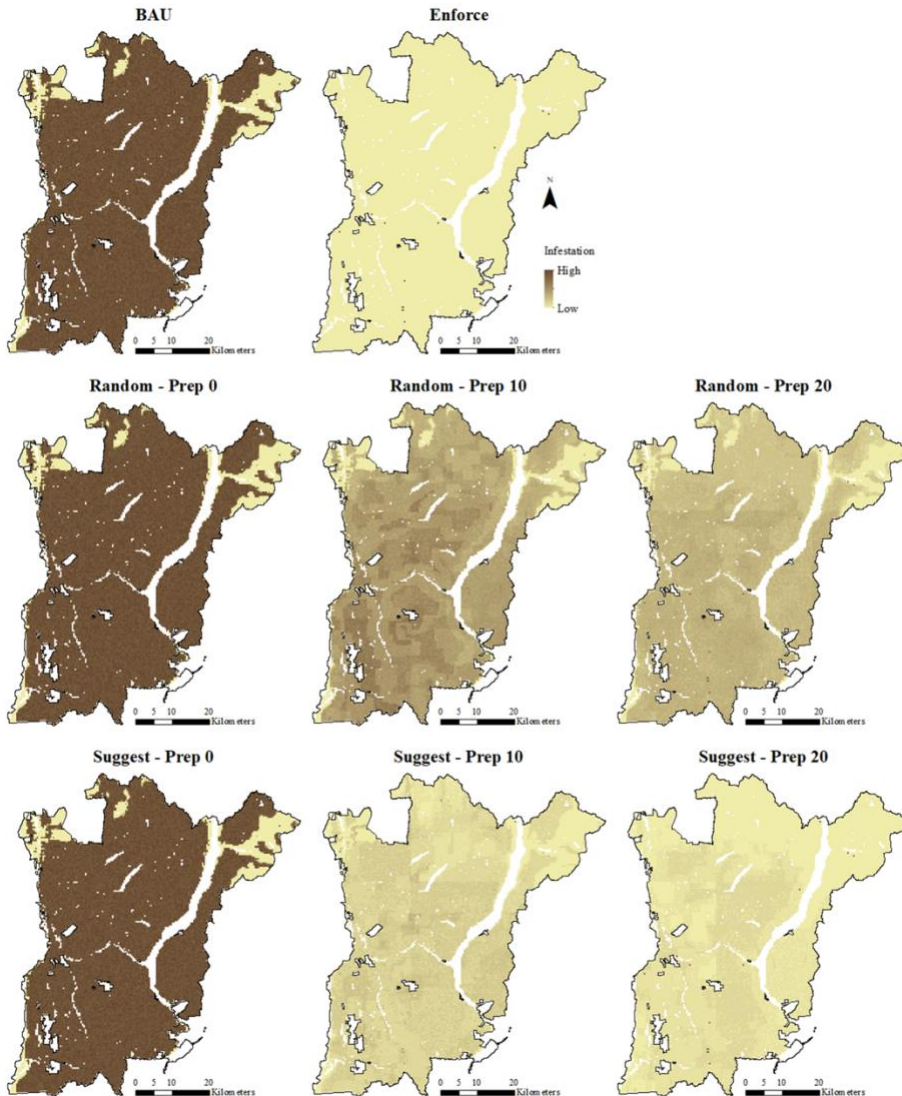 BAU
Enforce
N
Infestation
High
Low
0 5 10 20
Kilometers
0 5 10 20
Kilometers
Random - Prep 0
Random - Prep 10
Random - Prep 20
0 5 10 20
Kilometers
0 5 10 20
Kilometers
0 5 10 20
Kilometers
Suggest - Prep 0
Suggest - Prep 10
Suggest - Prep 20
0 5 10 20
Kilometers
0 5 10 20
Kilometers
0 5 10 20
Kilometers